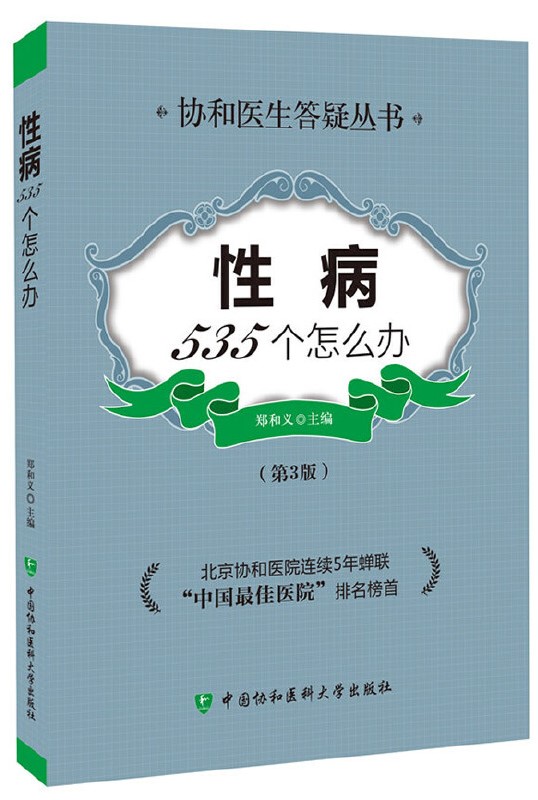 协和医生答疑丛书
性病
535个怎么办
郑和义◎主编
（第3版）
北京协和医院连续5年蝉联
“中国最佳医院”排名榜首
中国协和医科大学出版社
性病
535
个怎么办
郑和义◎主编
中国协和医科大学出版社